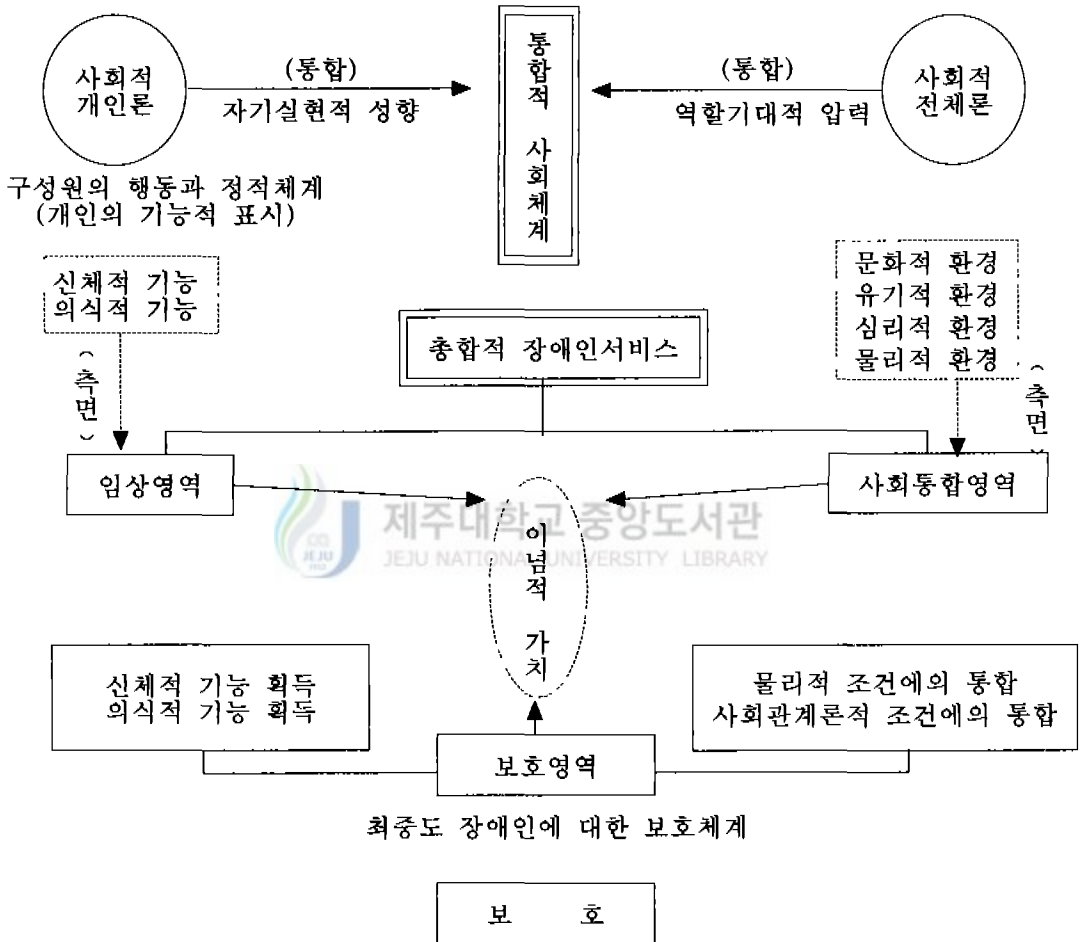 사회적
개인론
(통합)
자기실현적 성향
통합적 사회체계
(통합)
역할기대적 압력
사회적
전체론
구성원의 행동과 정적체계
(개인의 기능적 표시)
신체적 기능
의식적 기능
(측면)
문화적 환경
유기적 환경
심리적 환경
물리적 환경
(측면)
총합적 장애인서비스
임상영역
사회통합영역
제주대학교 중앙도서관
JEJU NATIONAL UNIVERSITY LIBRARY
JEJU
1952
이념적 가치
신체적 기능 획득
의식적 기능 획득
물리적 조건에의 통합
사회관계론적 조건에의 통합
보호영역
최중도 장애인에 대한 보호체계
보 호